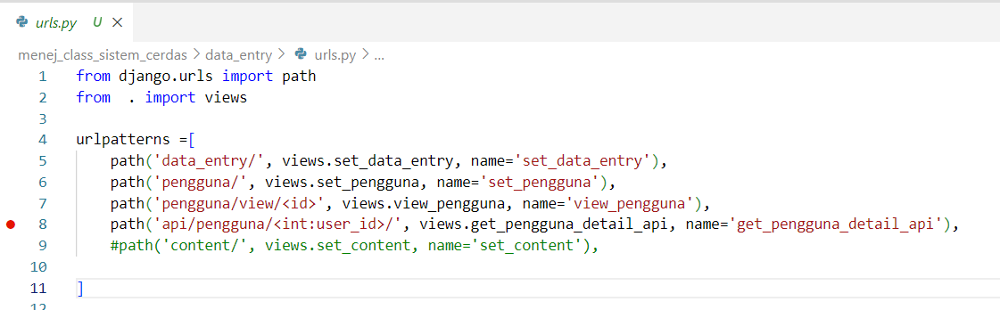 urls.py U
menej_class_sistem_cerdas > data_entry > urls.py > ...
1 from django.urls import path
2 from  . import views
3
4 urlpatterns =[
5     path('data_entry/', views.set_data_entry, name='set_data_entry'),
6     path('pengguna/', views.set_pengguna, name='set_pengguna'),
7     path('pengguna/view/<id>', views.view_pengguna, name='view_pengguna'),
8     path('api/pengguna/<int:user_id>/', views.get_pengguna_detail_api, name='get_pengguna_detail_api'),
9     #path('content/', views.set_content, name='set_content'),
10
11 ]
12